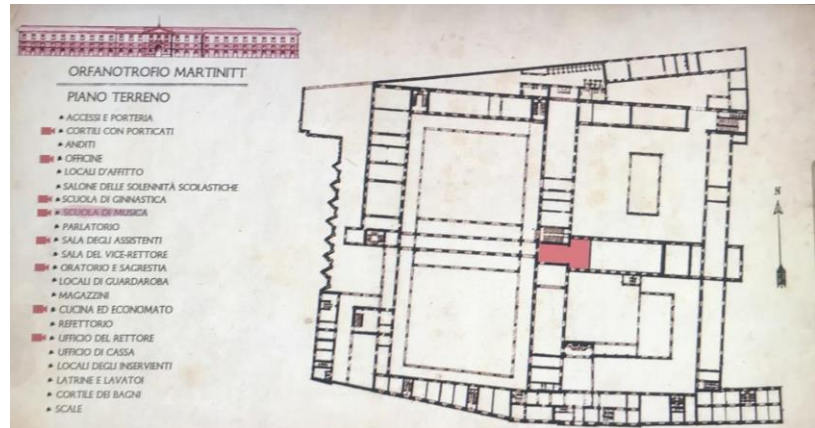 ORFANOTROFIO MARTINITT
PIANO TERRENO
ACCESSI E PORTERIA
CORTILI CON PORTICATI
ANDITI
OFFICINE
LOCALI D'AFFITTO
SALONE DELLE SOLENNITÀ SCOLASTICHE
SCUOLA DI GINNASTICA
SCUOLA DI MUSICA
PARLATORIO
SALA DEGLI ASSISTENTI
SALA DEL VICE-RETTORE
ORATORIO E SAGRESTIA
LOCALI DI GUARDAROBA
MAGAZZINI
CUCINA ED ECONOMATO
REFETTORIO
UFFICIO DEL RETTORE
UFFICIO DI CASSA
LOCALI DEGLI INSERVIENTI
LATRINE E LAVATOI
CORTILE DEI BAGNI
SCALE
N